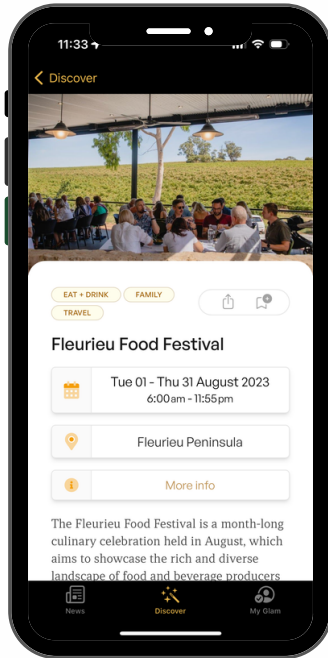 11:33
Discover
EAT + DRINK
FAMILY
TRAVEL
Fleurieu Food Festival
Tue 01 - Thu 31 August 2023
6:00am - 11:55pm
Fleurieu Peninsula
More info
The Fleurieu Food Festival is a month-long
culinary celebration held in August, which
aims to showcase the rich and diverse
landscape of food and beverage producers
News
Discover
My Glam